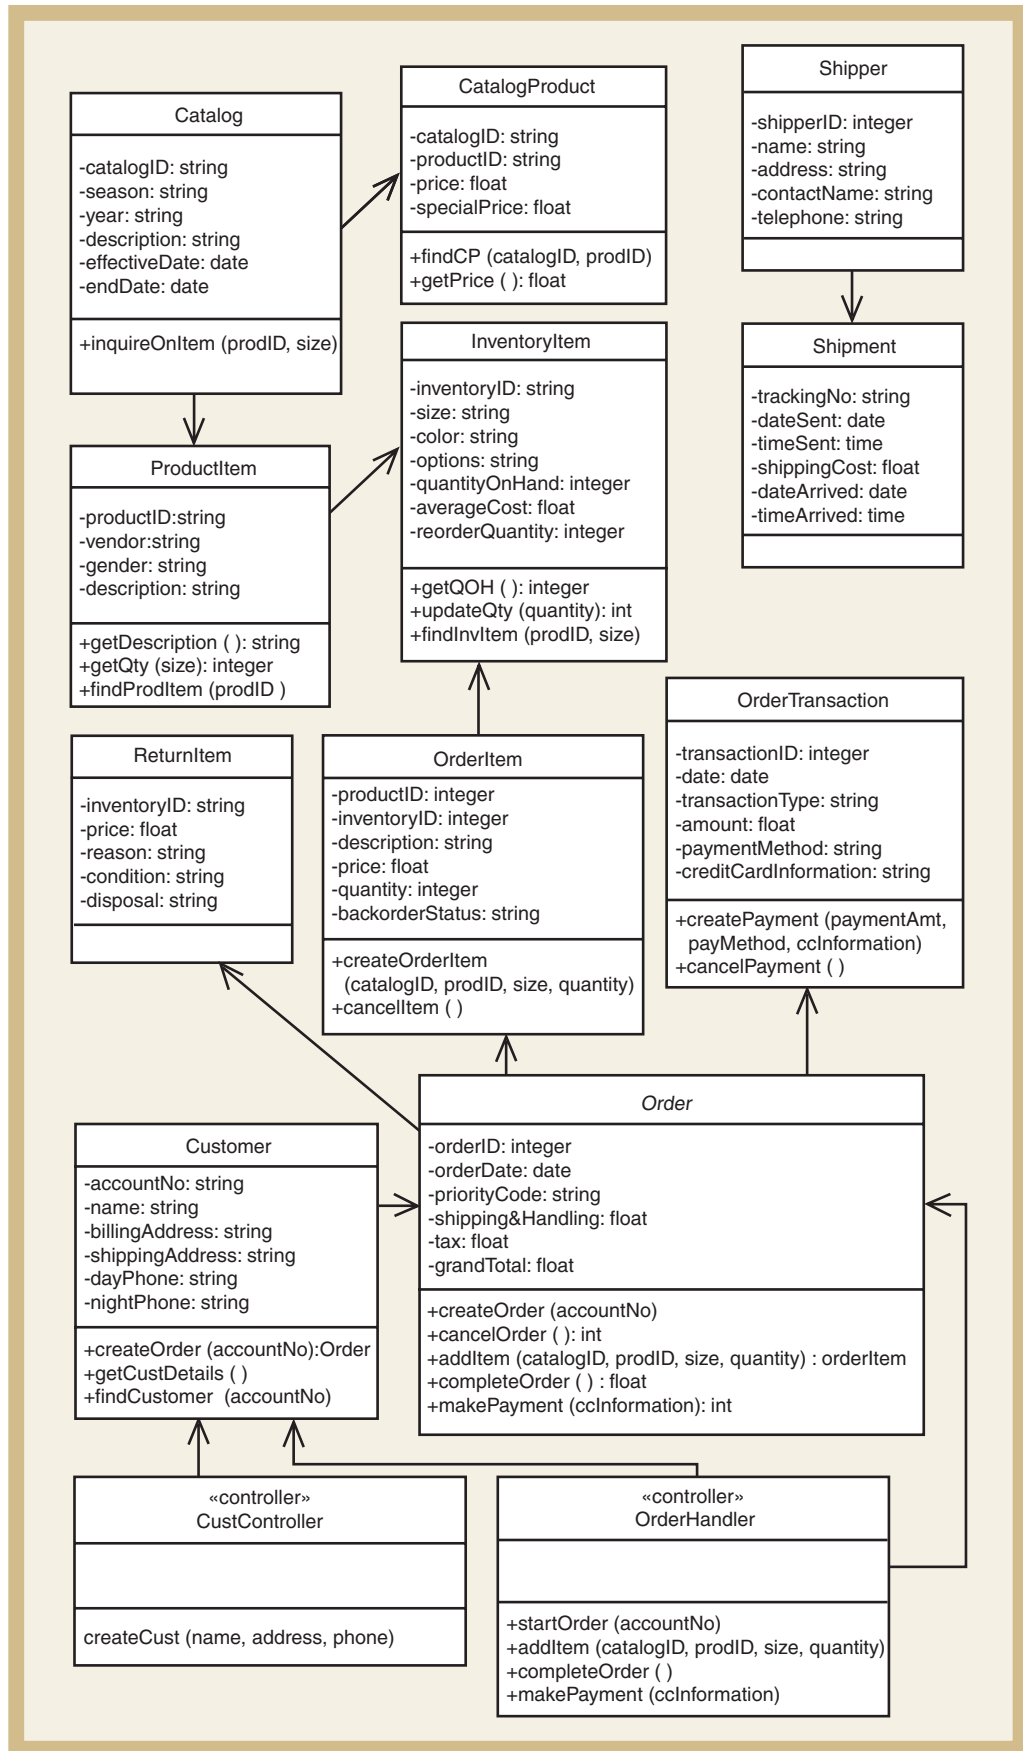 Catalog
-catalogID: string
-season: string
-year: string
-description: string
-effectiveDate: date
-endDate: date
+inquireOnItem (prodID, size)
CatalogProduct
-catalogID: string
-productID: string
-price: float
-specialPrice: float
+findCP (catalogID, prodID)
+getPrice ( ): float
Shipper
-shipperID: integer
-name: string
-address: string
-contactName: string
-telephone: string
ProductItem
-productID:string
-vendor:string
-gender: string
-description: string
+getDescription ( ): string
+getQty (size): integer
+findProdItem (prodID )
InventoryItem
-inventoryID: string
-size: string
-color: string
-options: string
-quantityOnHand: integer
-averageCost: float
-reorderQuantity: integer
+getQOH ( ): integer
+updateQty (quantity): int
+findInvItem (prodID, size)
Shipment
-trackingNo: string
-dateSent: date
-timeSent: time
-shippingCost: float
-dateArrived: date
-timeArrived: time
ReturnItem
-inventoryID: string
-price: float
-reason: string
-condition: string
-disposal: string
OrderItem
-productID: integer
-inventoryID: integer
-description: string
-price: float
-quantity: integer
-backorderStatus: string
+createOrderItem
(catalogID, prodID, size, quantity)
+cancelItem ( )
OrderTransaction
-transactionID: integer
-date: date
-transactionType: string
-amount: float
-paymentMethod: string
-creditCardInformation: string
+createPayment (paymentAmt,
payMethod, ccInformation)
+cancelPayment ( )
Customer
-accountNo: string
-name: string
-billingAddress: string
-shippingAddress: string
-dayPhone: string
-nightPhone: string
+createOrder (accountNo):Order
+getCustDetails ( )
+findCustomer (accountNo)
Order
-orderID: integer
-orderDate: date
-priorityCode: string
-shipping&Handling: float
-tax: float
-grandTotal: float
+createOrder (accountNo)
+cancelOrder ( ): int
+addItem (catalogID, prodID, size, quantity) : orderItem
+completeOrder ( ) : float
+makePayment (ccInformation): int
«controller»
CustController
createCust (name, address, phone)
«controller»
OrderHandler
+startOrder (accountNo)
+addItem (catalogID, prodID, size, quantity)
+completeOrder ( )
+makePayment (ccInformation)